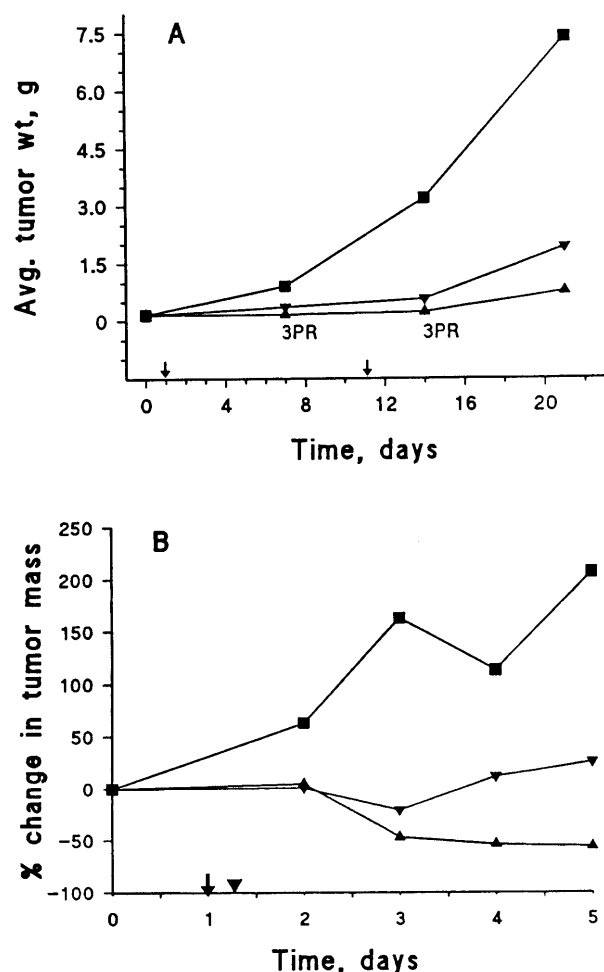 A
Avg. tumor wt, g
7.5
6.0
4.5
3.0
1.5
0
3PR
3PR
0 4 8 12 16 20
Time, days
B
% change in tumor mass
250
200
150
100
50
0
-50
-100
0 1 2 3 4 5
Time, days